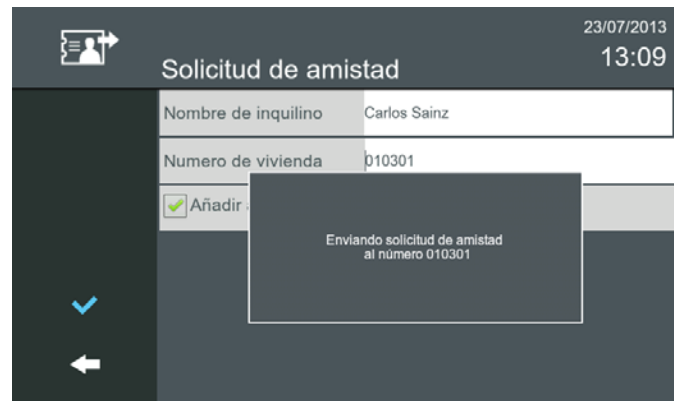 23/07/2013
13:09
Solicitud de amistad
Nombre de inquilino Carlos Sainz
Numero de vivienda 010301
Añadir
Enviando solicitud de amistad
al número 010301